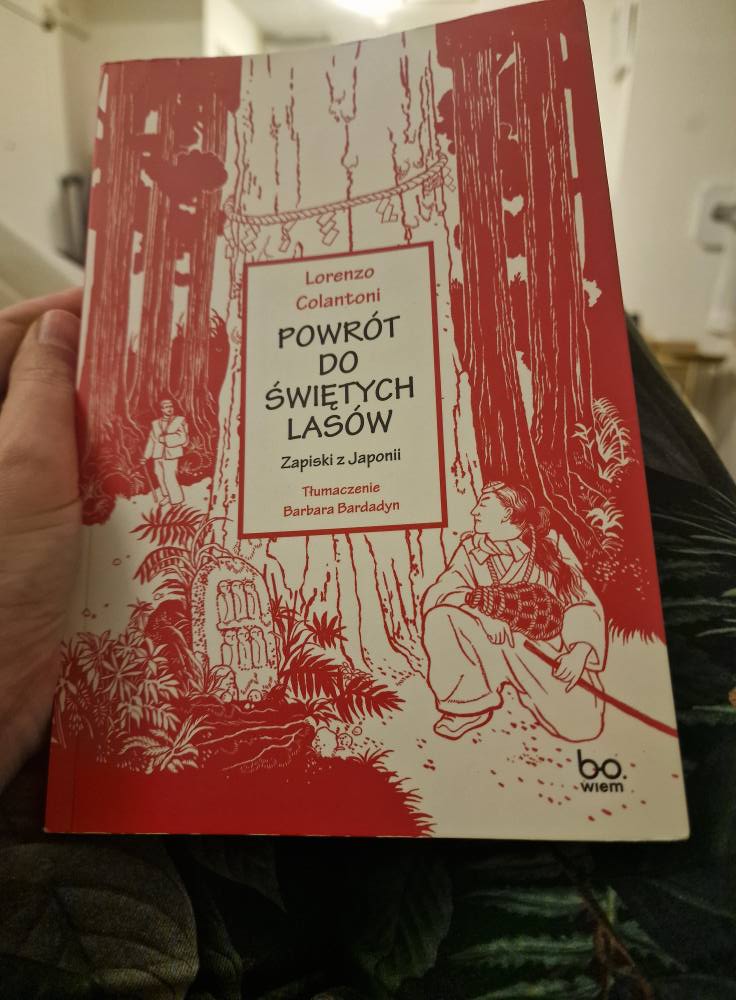 Lorenzo
Colantoni
POWRÓT
DO
ŚWIĘTYCH
LASÓW
Zapiski z Japonii
Tłumaczenie
Barbara Bardadyn
bo.
wiem